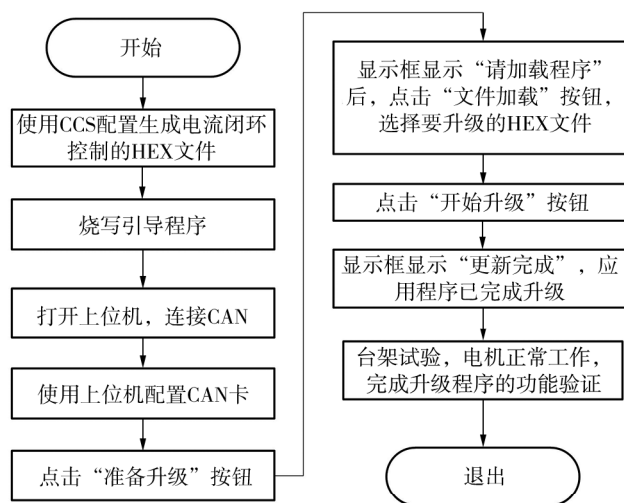 开始
使用CCS配置生成电流闭环
控制的HEX文件
烧写引导程序
打开上位机，连接CAN
使用上位机配置CAN卡
点击“准备升级”按钮
显示框显示“请加载程序”
后，点击“文件加载”按钮，
选择要升级的HEX文件
点击“开始升级”按钮
显示框显示“更新完成”，应
用程序已完成升级
台架试验，电机正常工作，
完成升级程序的功能验证
退出